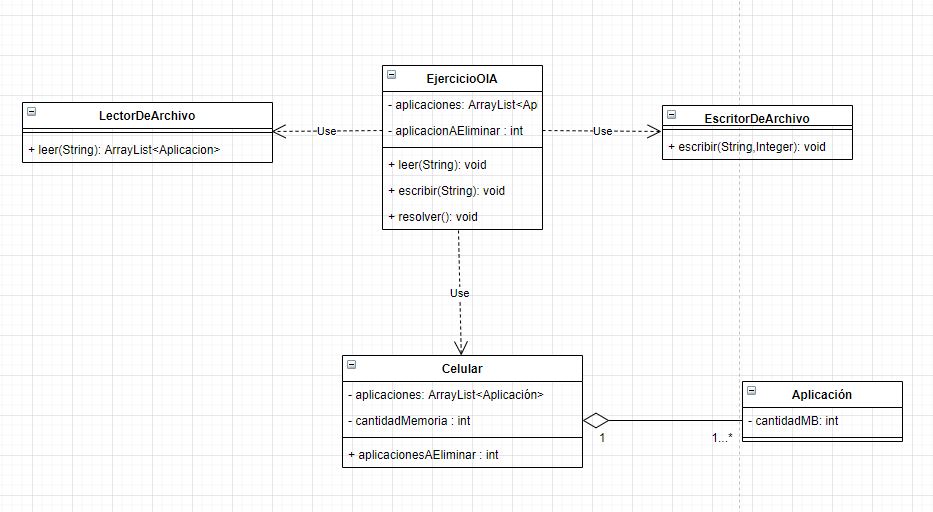 EjercicioOIA
- aplicaciones: ArrayList<Ap
- aplicacionAEliminar : int
+ leer(String): void
+ escribir(String): void
+ resolver(): void
LectorDeArchivo
+ leer(String): ArrayList<Aplicacion>
Use
Use
EscritorDeArchivo
+ escribir(String,Integer): void
Use
Celular
- aplicaciones: ArrayList<Aplicación>
- cantidadMemoria : int
+ aplicacionesAEliminar : int
1
1...*
Aplicación
- cantidadMB: int